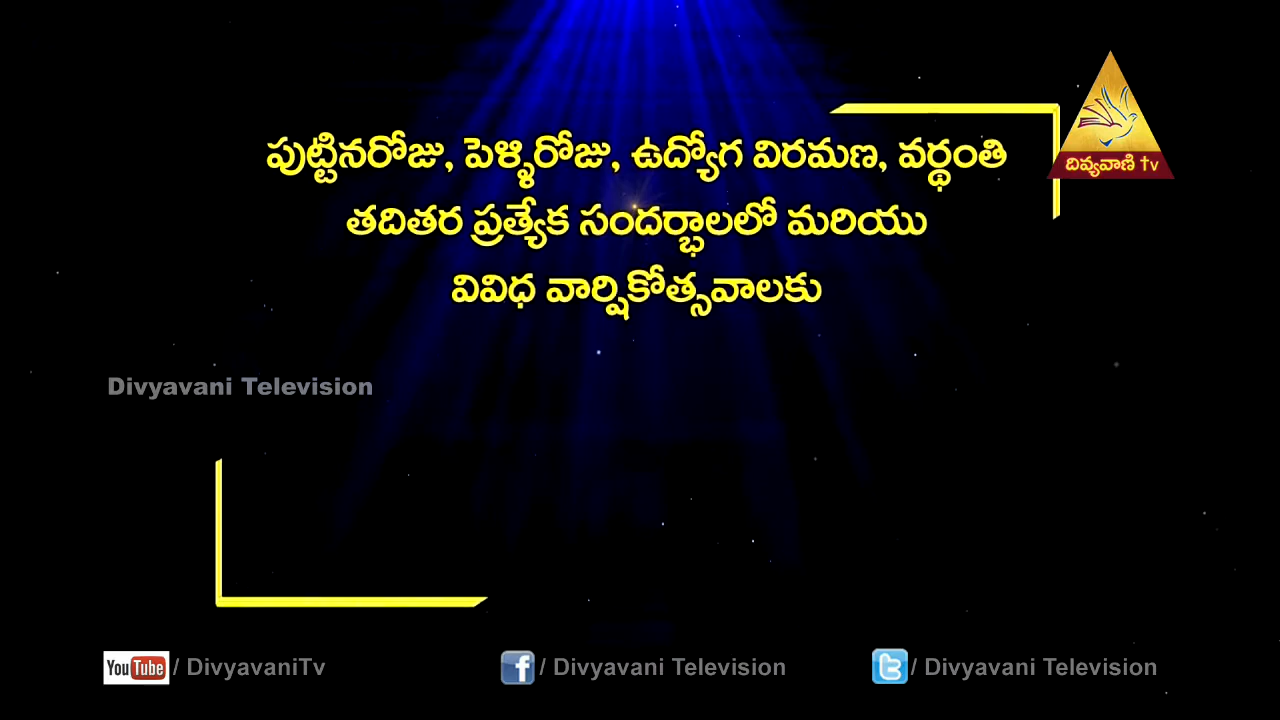 పుట్టినరోజు, పెళ్ళిరోజు, ఉద్యోగ విరమణ, వర్థంతి
తదితర ప్రత్యేక సందర్భాలలో మరియు
వివిధ వార్షికోత్సవాలకు
దివ్యవాణి tv
Divyavani Television
YouTube / DivyavaniTv
f / Divyavani Television
t / Divyavani Television